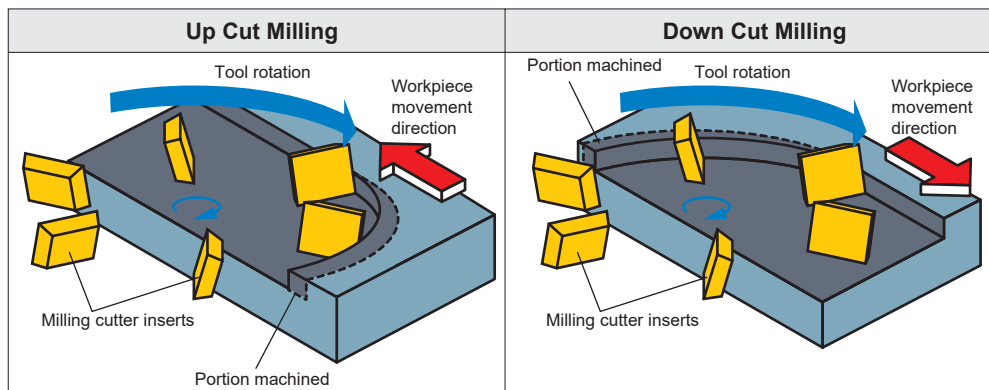 Up Cut Milling
Tool rotation
Workpiece
movement
direction
Milling cutter inserts
Portion machined
Down Cut Milling
Portion machined
Tool rotation
Workpiece
movement
direction
Milling cutter inserts